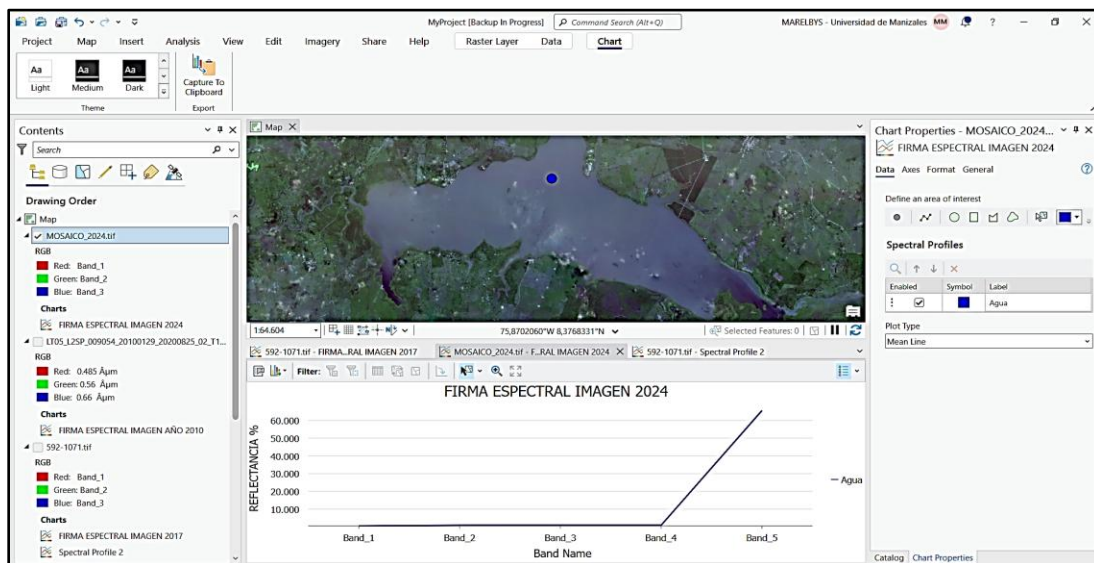 MyProject [Backup In Progress]
Command Search (Alt+Q)
MARELBYS - Universidad de Manizales
MM
?
Project Map Insert Analysis View Edit Imagery Share Help Raster Layer Data Chart
Aa Aa Aa
Light Medium Dark
Capture To
Clipboard
Theme
Export
Contents
Search
Drawing Order
Map
MOSAICO_2024.tif
RGB
Red: Band_1
Green: Band_2
Blue: Band_3
Charts
FIRMA ESPECTRAL IMAGEN 2024
LT05_L2SP_009054_20100129_20200825_02_T1...
Red: 0.485 Âµm
Green: 0.56 Âµm
Blue: 0.66 Âµm
Charts
FIRMA ESPECTRAL IMAGEN AÑO 2010
592-1071.tif
RGB
Red: Band_1
Green: Band_2
Blue: Band_3
Charts
FIRMA ESPECTRAL IMAGEN 2017
Spectral Profile 2
Map
1:64.604
75,8702060°W 8,3768331°N
Selected Features: 0
592-1071.tif - FIRMA...RAL IMAGEN 2017
MOSAICO_2024.tif - F...RAL IMAGEN 2024
592-1071.tif - Spectral Profile 2
Filter:
FIRMA ESPECTRAL IMAGEN 2024
REFLECTANCIA %
60.000
50.000
40.000
30.000
20.000
10.000
Band_1 Band_2 Band_3 Band_4 Band_5
Band Name
Agua
Chart Properties - MOSAICO_2024...
FIRMA ESPECTRAL IMAGEN 2024
Data Axes Format General
Define an area of interest
Spectral Profiles
Enabled Symbol Label
Agua
Plot Type
Mean Line
Catalog Chart Properties